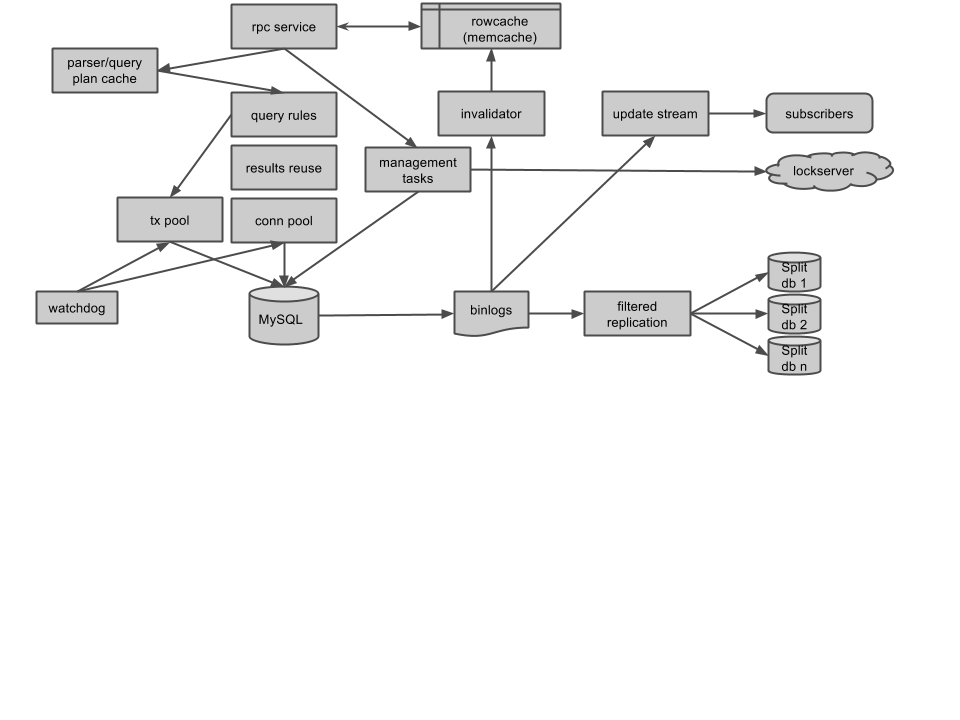 rpc service
rowcache
(memcache)
parser/query
plan cache
query rules
invalidator
update stream
subscribers
results reuse
management
tasks
lockserver
tx pool
conn pool
watchdog
MySQL
binlogs
filtered
replication
Split
db 1
Split
db 2
Split
db n